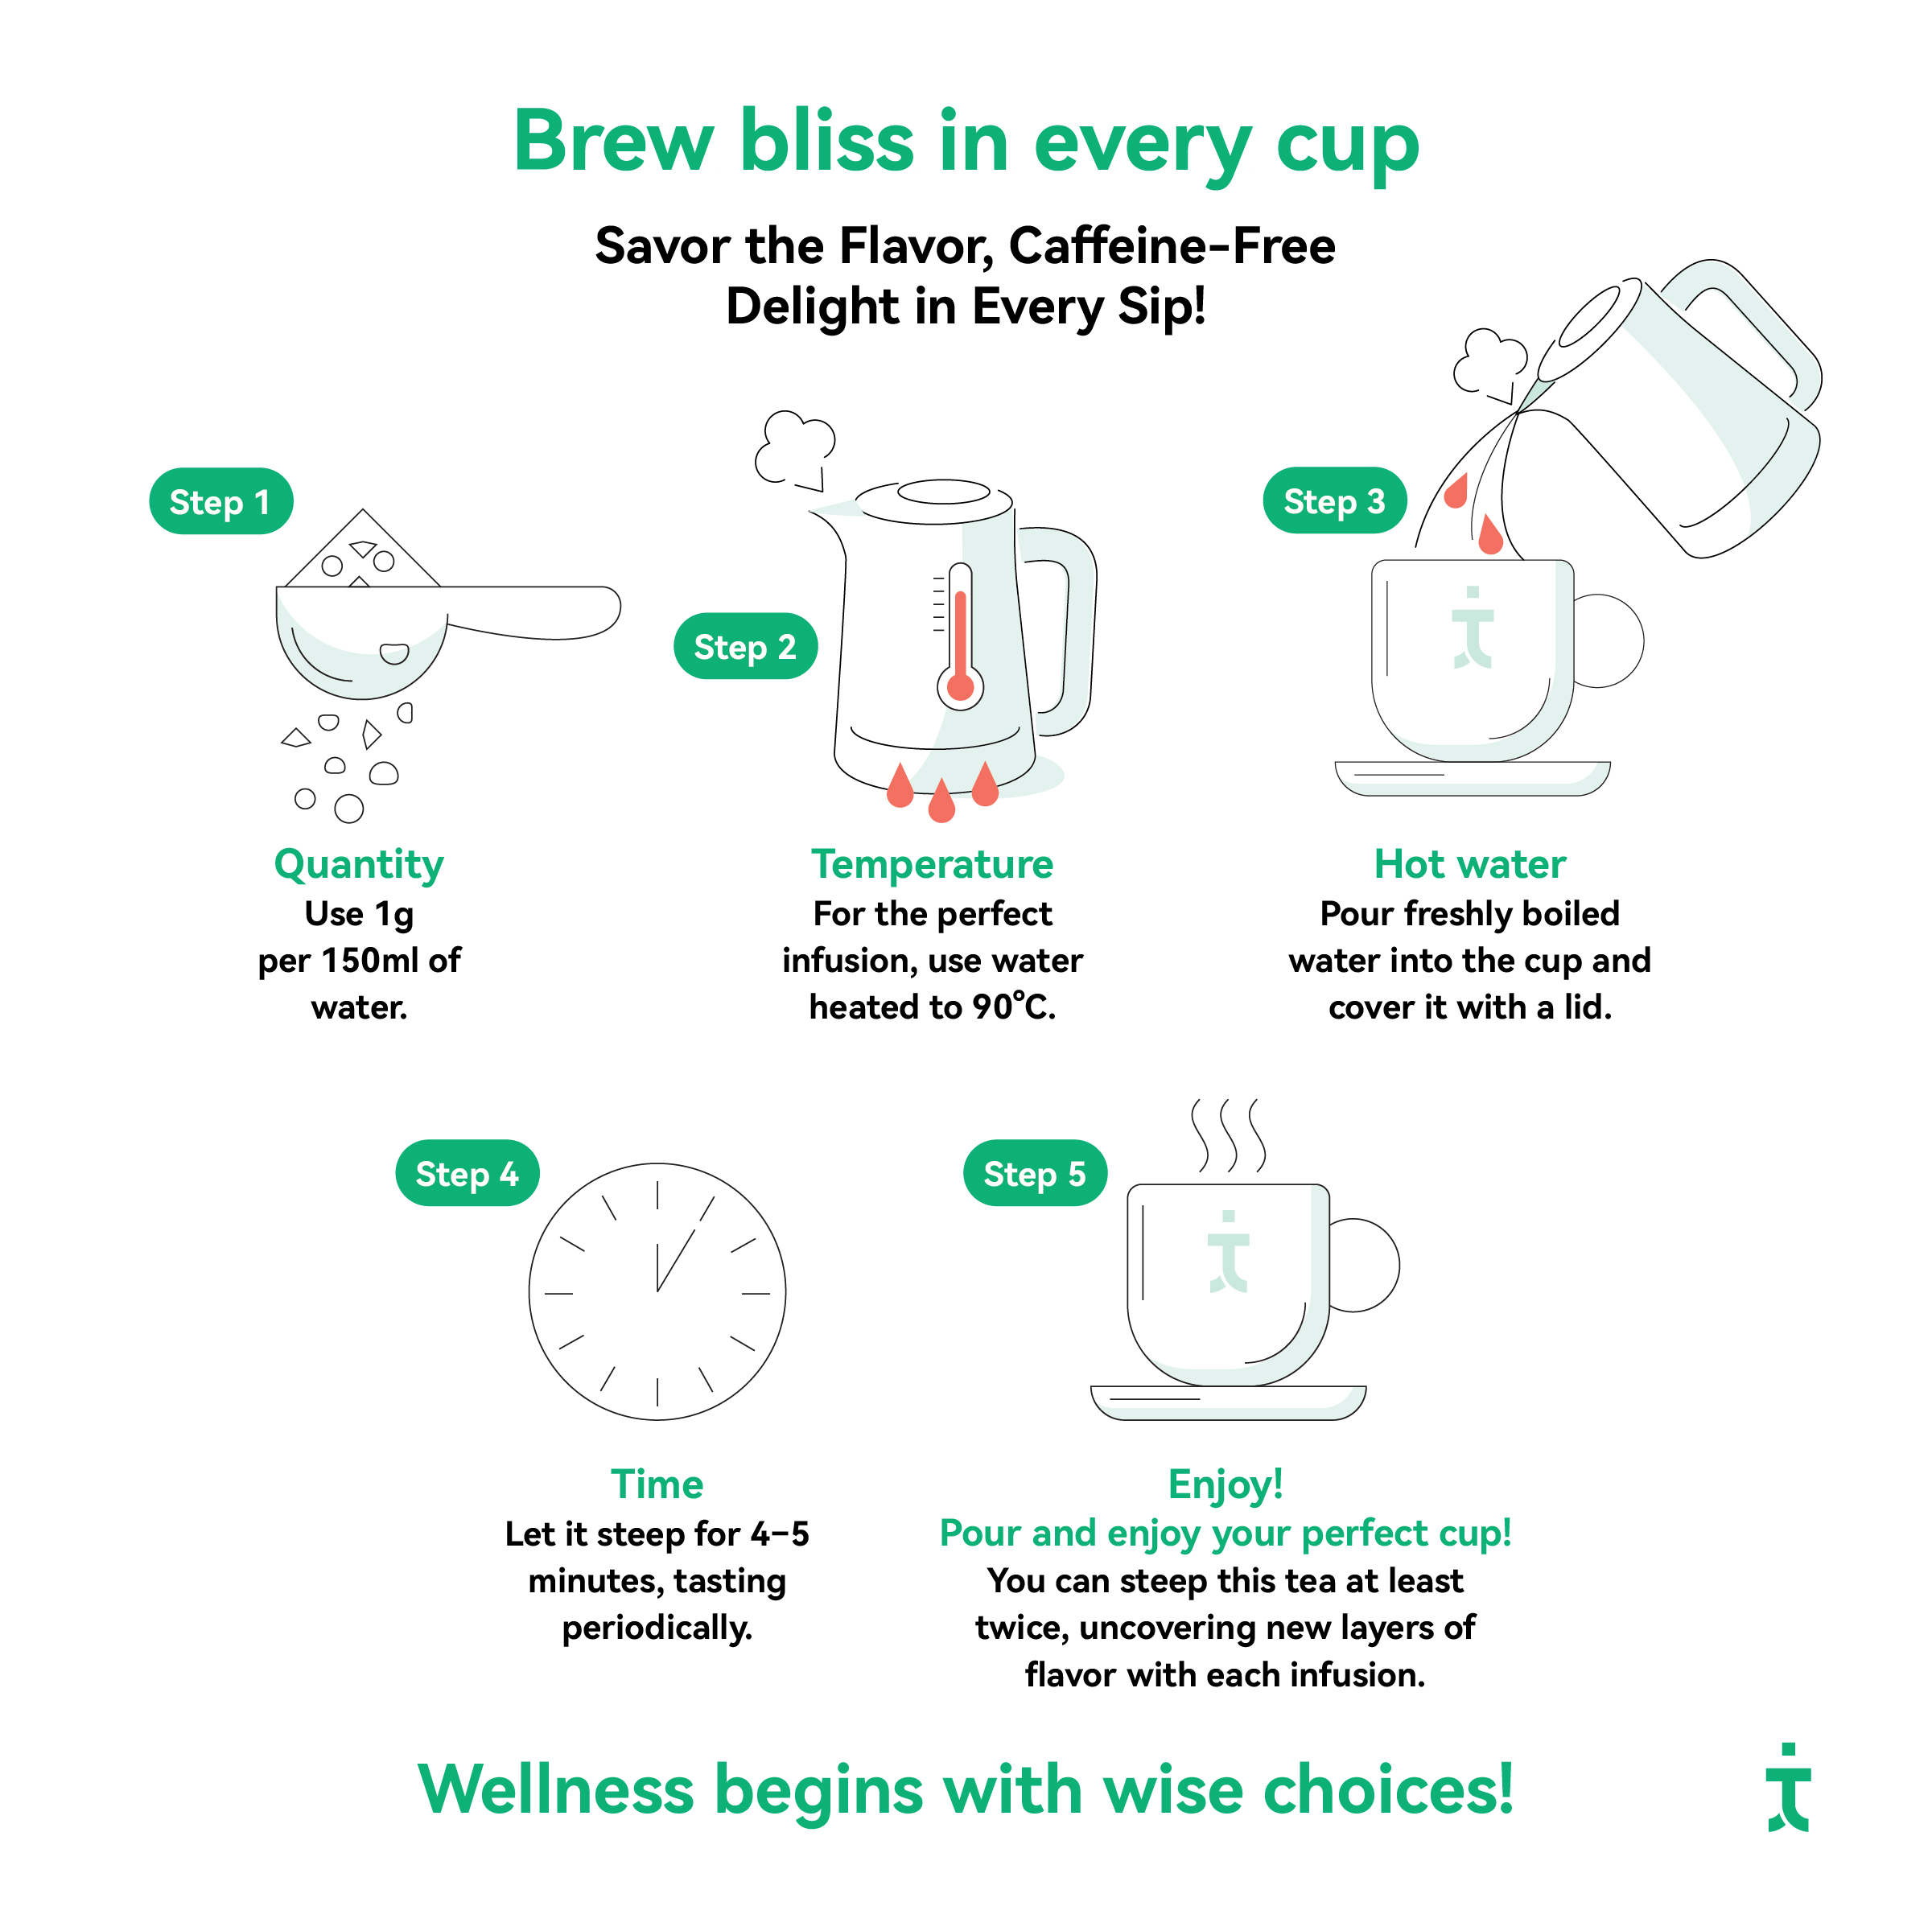 Brew bliss in every cup
Savor the Flavor, Caffeine-Free
Delight in Every Sip!
Step 1
Quantity
Use 1g
per 150ml of
water.
Step 2
Temperature
For the perfect
infusion, use water
heated to 90°C.
Step 3
Hot water
Pour freshly boiled
water into the cup and
cover it with a lid.
Step 4
Time
Let it steep for 4–5
minutes, tasting
periodically.
Step 5
Enjoy!
Pour and enjoy your perfect cup!
You can steep this tea at least
twice, uncovering new layers of
flavor with each infusion.
Wellness begins with wise choices!